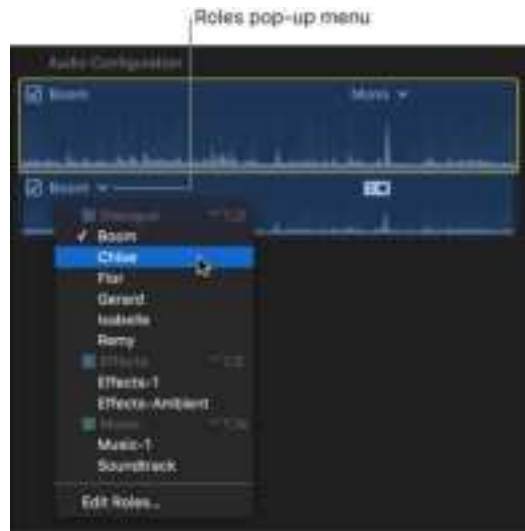 Roles pop-up menu
Audio Configuration
Boom Mono
Boom
Dialogue
✓ Boom
Chloe
Flor
Gerard
Isabelle
Remy
Effects
Effects-1
Effects-Ambient
Music
Music-1
Soundtrack
Edit Roles...